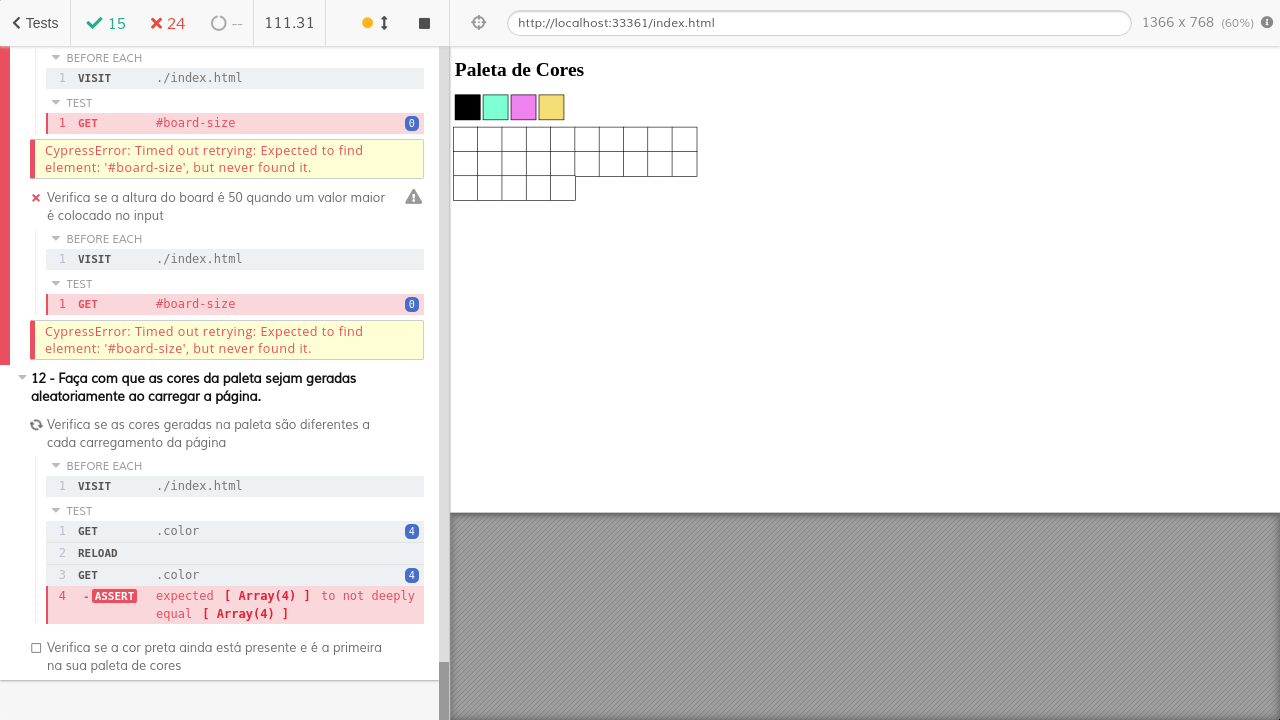 Tests 15 24 -- 111.31 http://localhost:33361/index.html 1366 x 768 (60%)
BEFORE EACH
1 VISIT ./index.html
TEST
1 GET #board-size 0
CypressError: Timed out retrying: Expected to find
element: '#board-size', but never found it.
Verifica se a altura do board é 50 quando um valor maior
é colocado no input
BEFORE EACH
1 VISIT ./index.html
TEST
1 GET #board-size 0
CypressError: Timed out retrying: Expected to find
element: '#board-size', but never found it.
12 - Faça com que as cores da paleta sejam geradas
aleatoriamente ao carregar a página.
Verifica se as cores geradas na paleta são diferentes a
cada carregamento da página
BEFORE EACH
1 VISIT ./index.html
TEST
1 GET .color 4
2 RELOAD
3 GET .color 4
4 -ASSERT expected [ Array(4) ] to not deeply
equal [ Array(4) ]
Verifica se a cor preta ainda está presente e é a primeira
na sua paleta de cores
Paleta de Cores